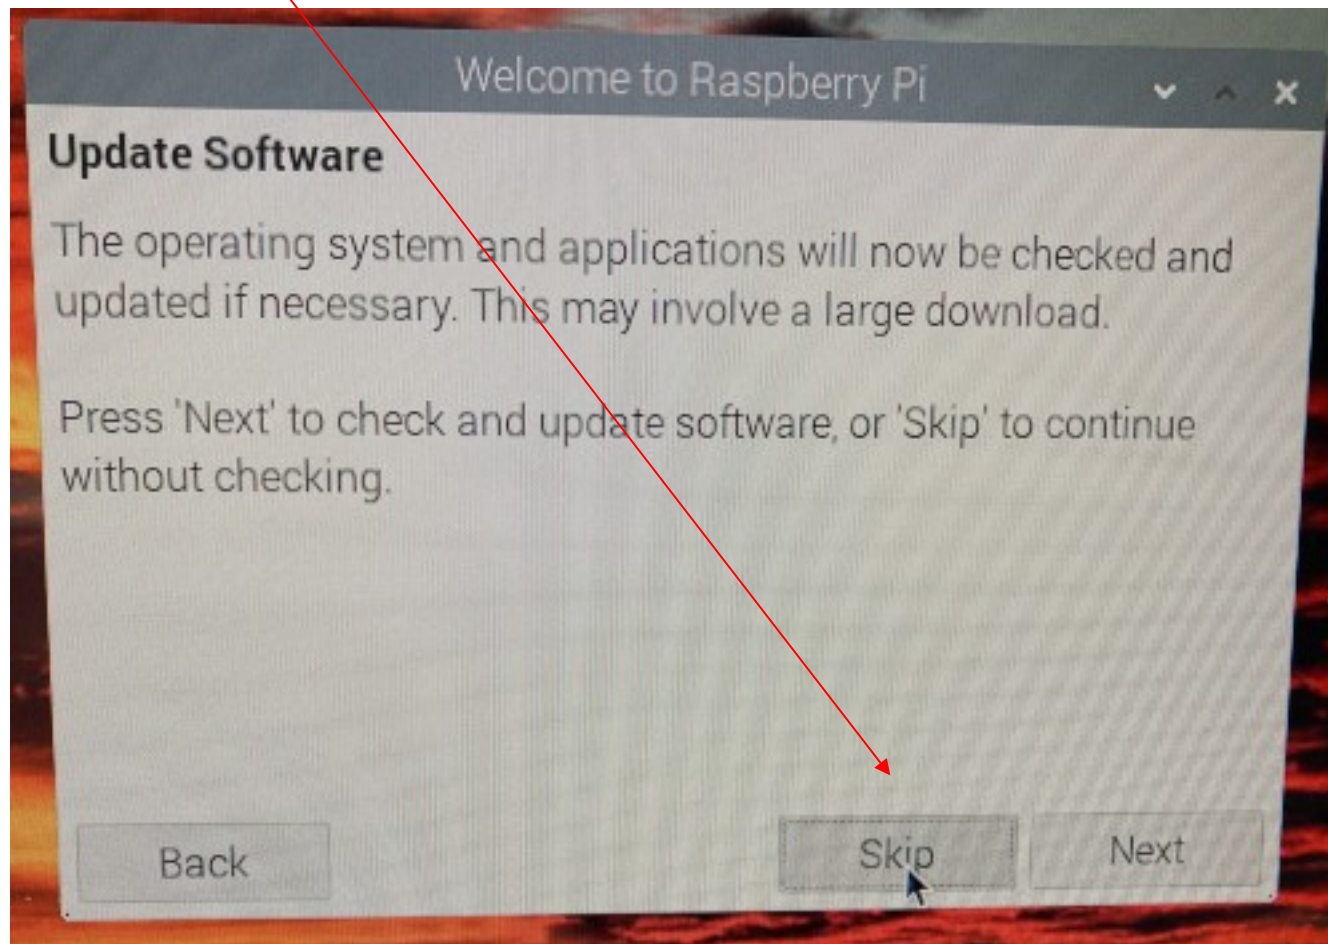 Welcome to Raspberry Pi
Update Software
The operating system and applications will now be checked and
updated if necessary. This may involve a large download.
Press 'Next' to check and update software, or 'Skip' to continue
without checking.
Back
Skip
Next